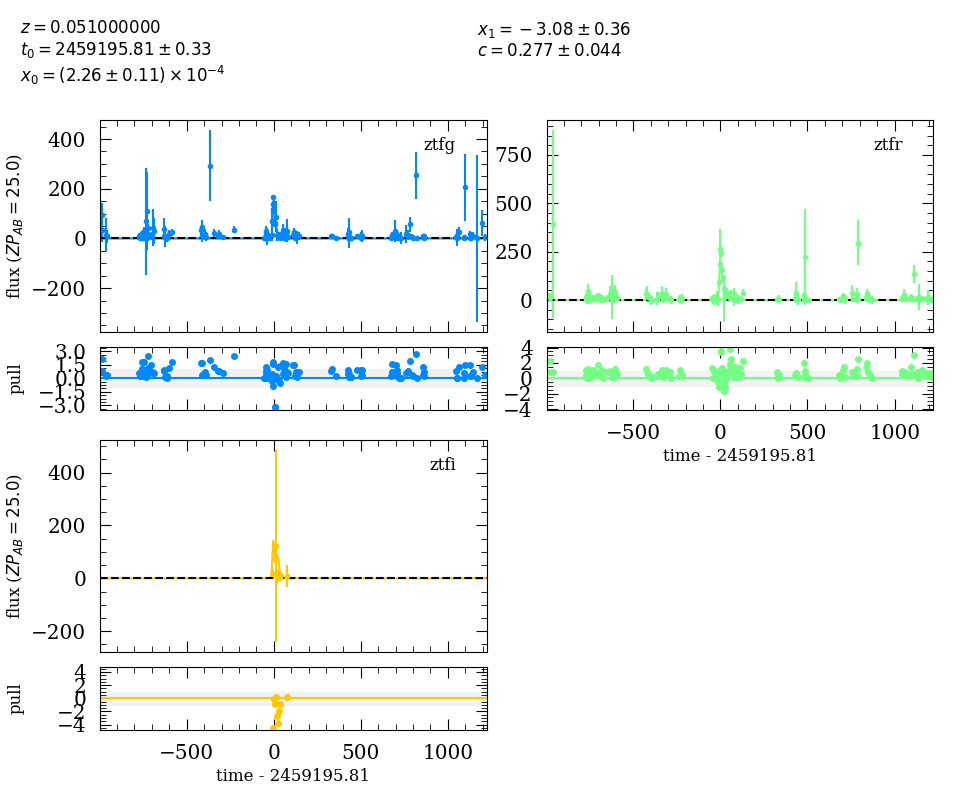 z = 0.051000000
t₀ = 2459195.81 ± 0.33
x₀ = (2.26 ± 0.11) × 10⁻⁴
x₁ = −3.08 ± 0.36
c = 0.277 ± 0.044
ztfg
400
200
0
−200
flux (ZP_AB = 25.0)
ztfr
750
500
250
0
3.0
1.5
0.0
−1.5
−3.0
pull
4
2
0
−2
−4
−500 0 500 1000
time - 2459195.81
ztfi
400
200
0
−200
flux (ZP_AB = 25.0)
4
2
0
−2
−4
pull
−500 0 500 1000
time - 2459195.81